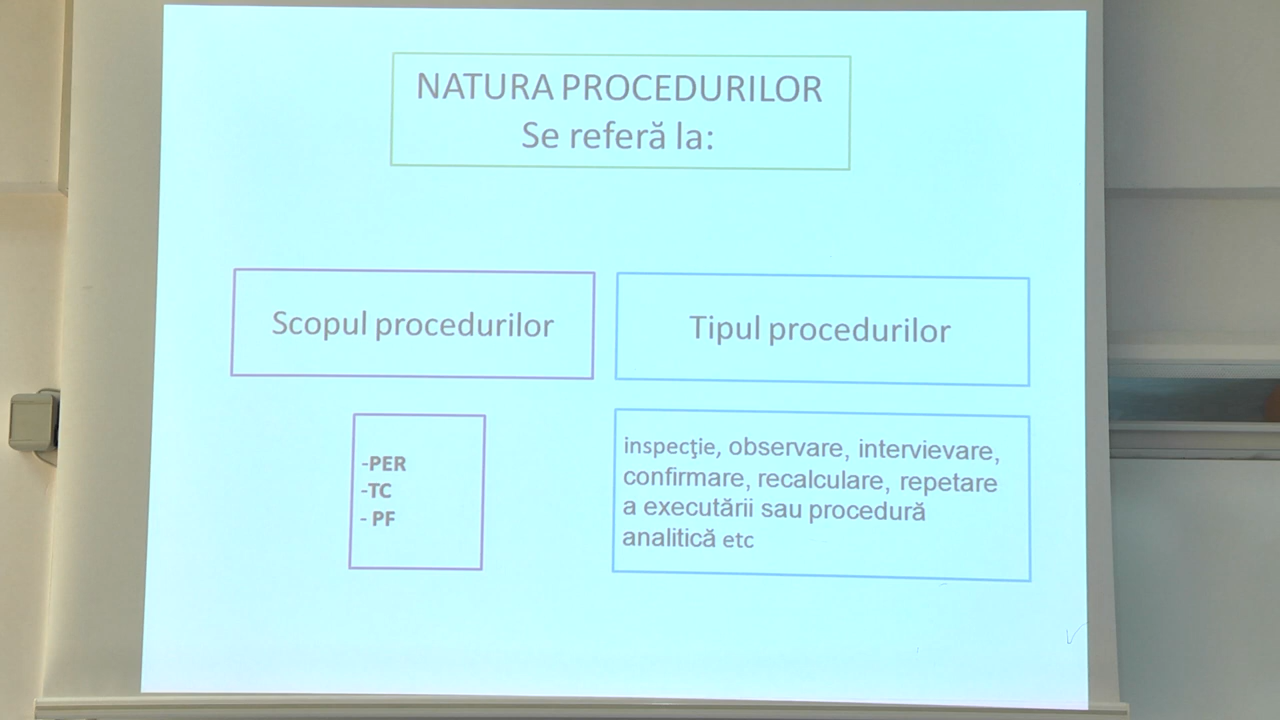 NATURA PROCEDURILOR
Se referă la:
Scopul procedurilor
Tipul procedurilor
-PER
-TC
- PF
inspecţie, observare, intervievare,
confirmare, recalculare, repetare
a executării sau procedură
analitică etc